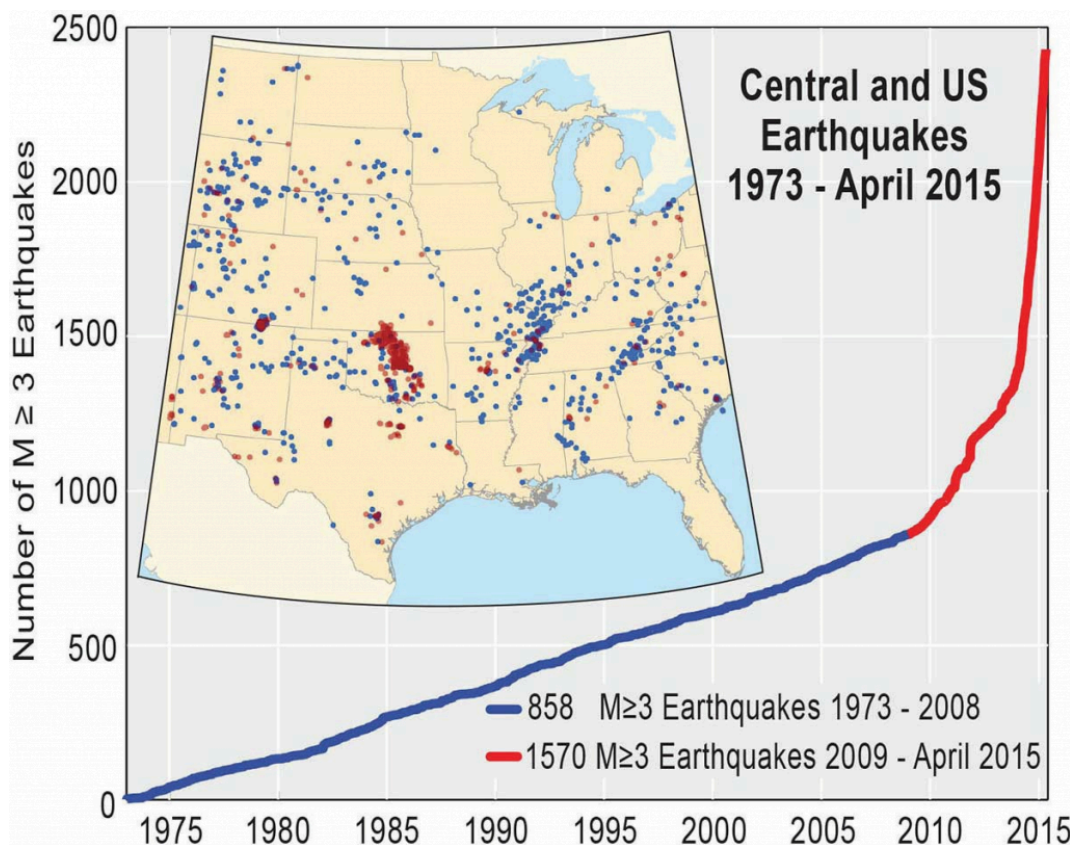 Central and US
Earthquakes
1973 - April 2015
Number of M ≥ 3 Earthquakes
2500
2000
1500
1000
500
0
858 M≥3 Earthquakes 1973 - 2008
1570 M≥3 Earthquakes 2009 - April 2015
1975 1980 1985 1990 1995 2000 2005 2010 2015